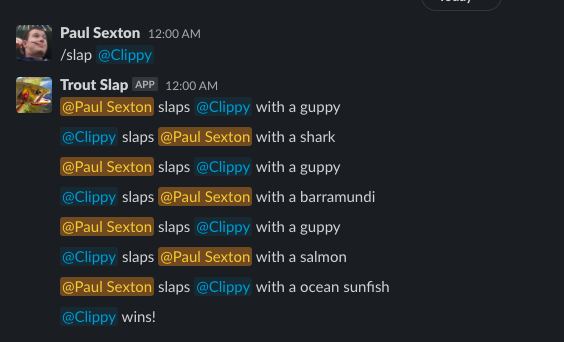 Today
Paul Sexton 12:00 AM
/slap @Clippy
Trout Slap APP 12:00 AM
@Paul Sexton slaps @Clippy with a guppy
@Clippy slaps @Paul Sexton with a shark
@Paul Sexton slaps @Clippy with a guppy
@Clippy slaps @Paul Sexton with a barramundi
@Paul Sexton slaps @Clippy with a guppy
@Clippy slaps @Paul Sexton with a salmon
@Paul Sexton slaps @Clippy with a ocean sunfish
@Clippy wins!